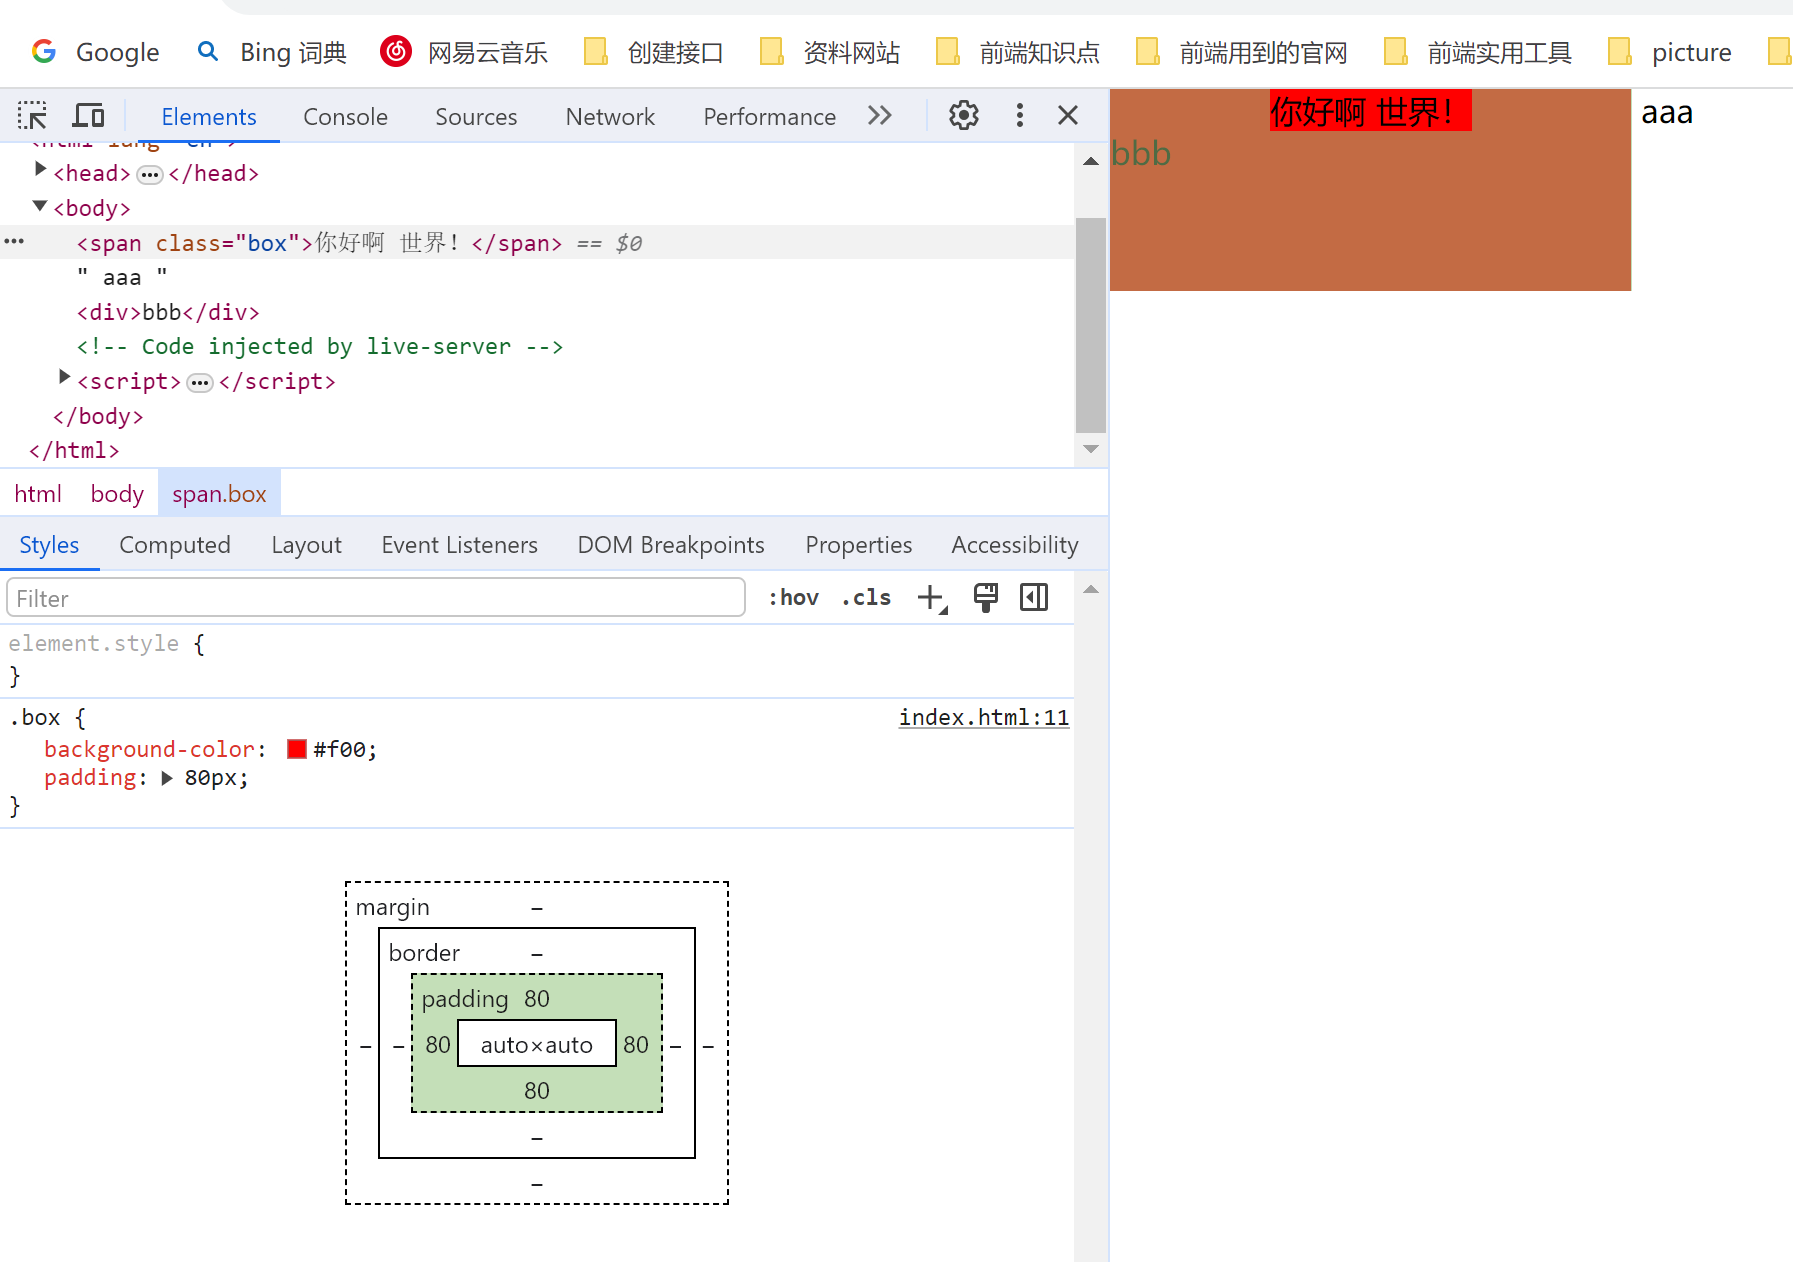 Google Bing 词典 网易云音乐 创建接口 资料网站 前端知识点 前端用到的官网 前端实用工具 picture
Elements Console Sources Network Performance
<head> ··· </head>
<body>
··· <span class="box">你好啊 世界！</span> == $0
" aaa "
<div>bbb</div>
<!-- Code injected by live-server -->
<script> ··· </script>
</body>
</html>
html body span.box
Styles Computed Layout Event Listeners DOM Breakpoints Properties Accessibility
Filter :hov .cls
element.style {
}
.box { index.html:11
background-color: #f00;
padding: 80px;
}
margin –
border –
padding 80
– – 80 auto×auto 80 – –
80
–
–
你好啊 世界！ aaa
bbb